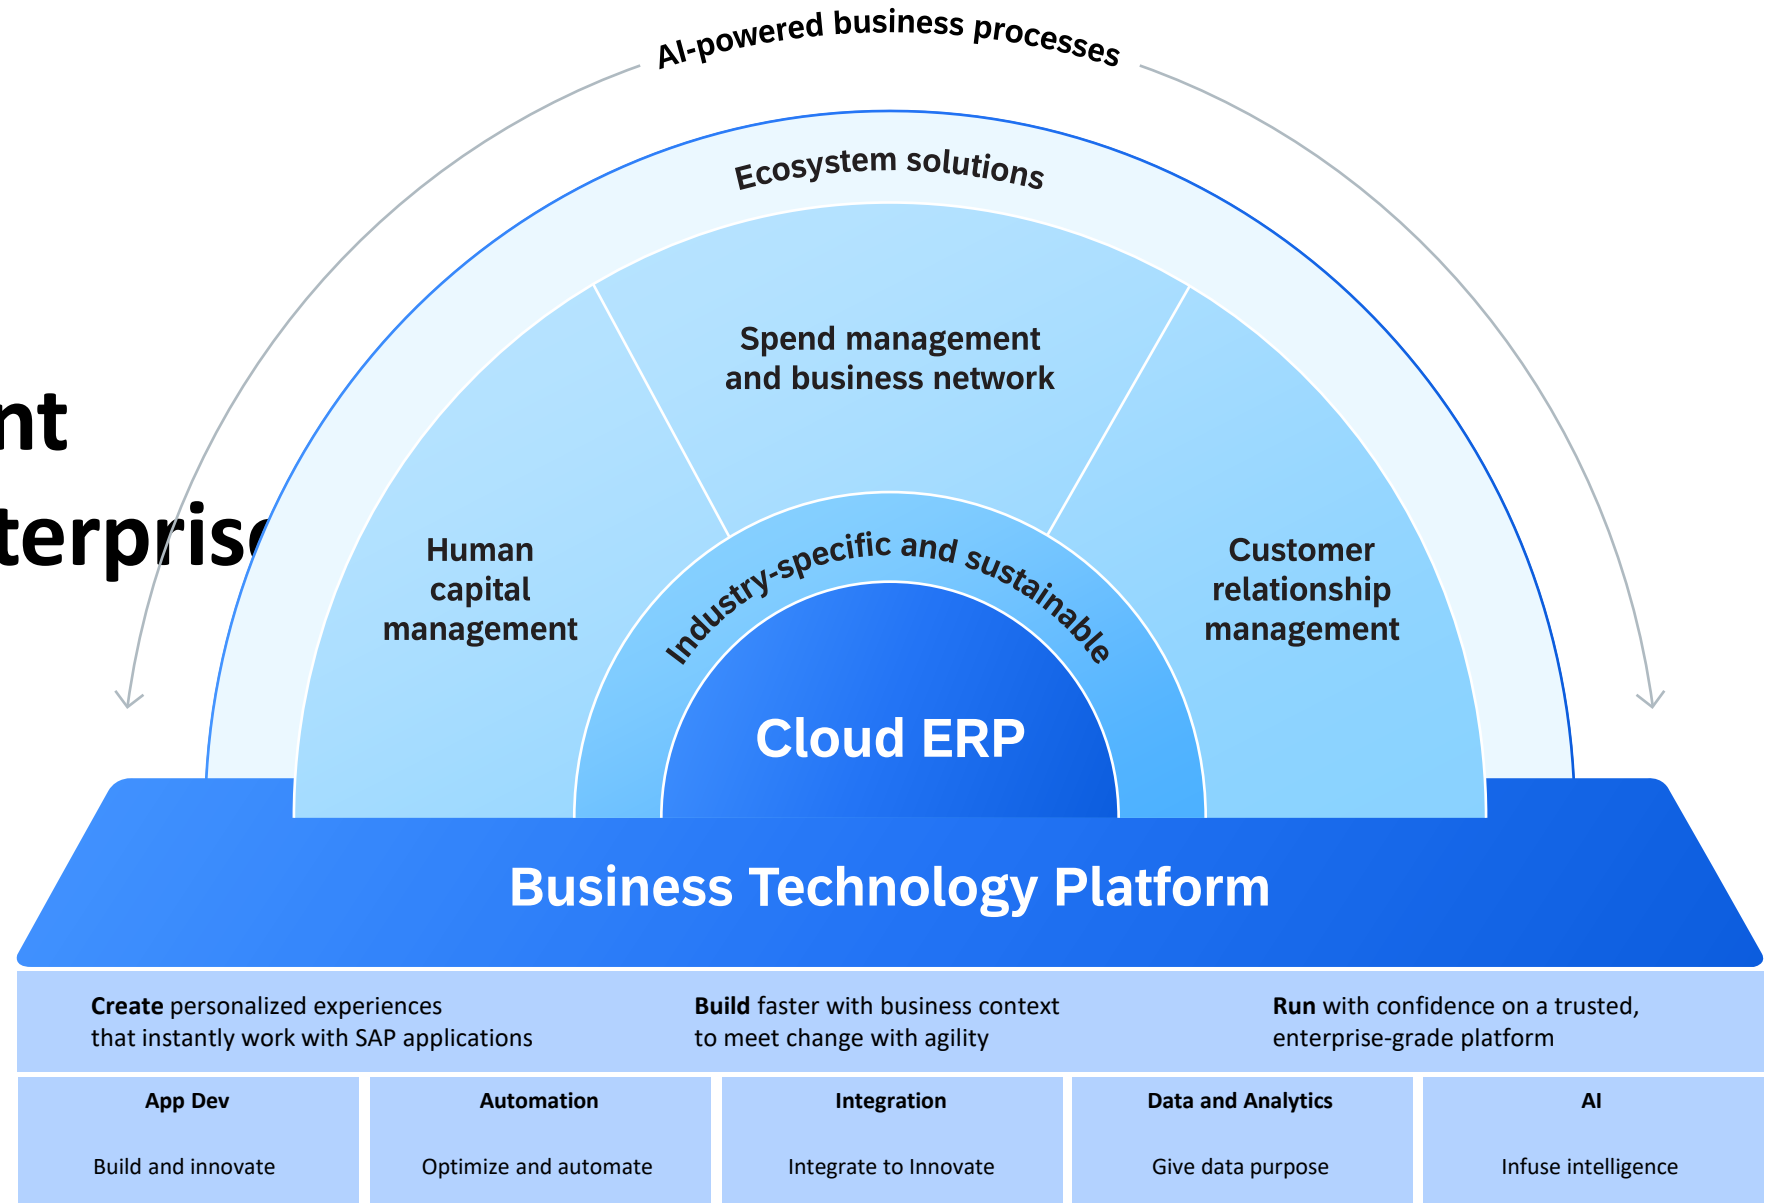 AI-powered business processes
Ecosystem solutions
Spend management
and business network
nt
terprise
Human
capital
management
Industry-specific and sustainable
Customer
relationship
management
Cloud ERP
Business Technology Platform
Create personalized experiences
that instantly work with SAP applications
Build faster with business context
to meet change with agility
Run with confidence on a trusted,
enterprise-grade platform
App Dev
Build and innovate
Automation
Optimize and automate
Integration
Integrate to Innovate
Data and Analytics
Give data purpose
AI
Infuse intelligence